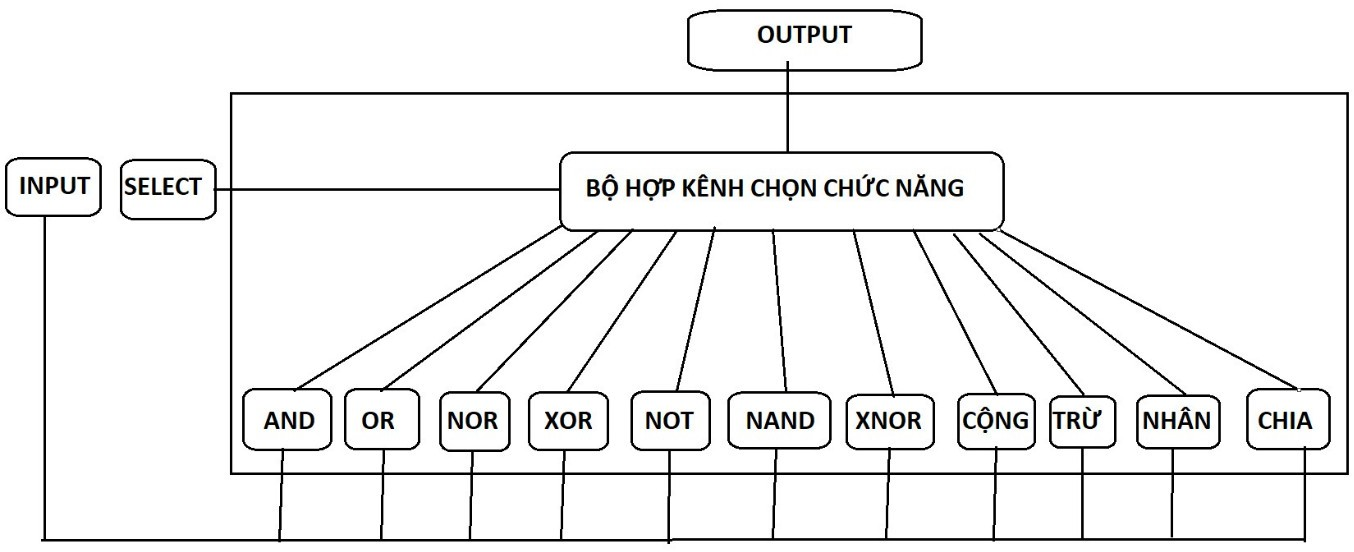 OUTPUT
INPUT
SELECT
BỘ HỢP KÊNH CHỌN CHỨC NĂNG
AND
OR
NOR
XOR
NOT
NAND
XNOR
CỘNG
TRỪ
NHÂN
CHIA